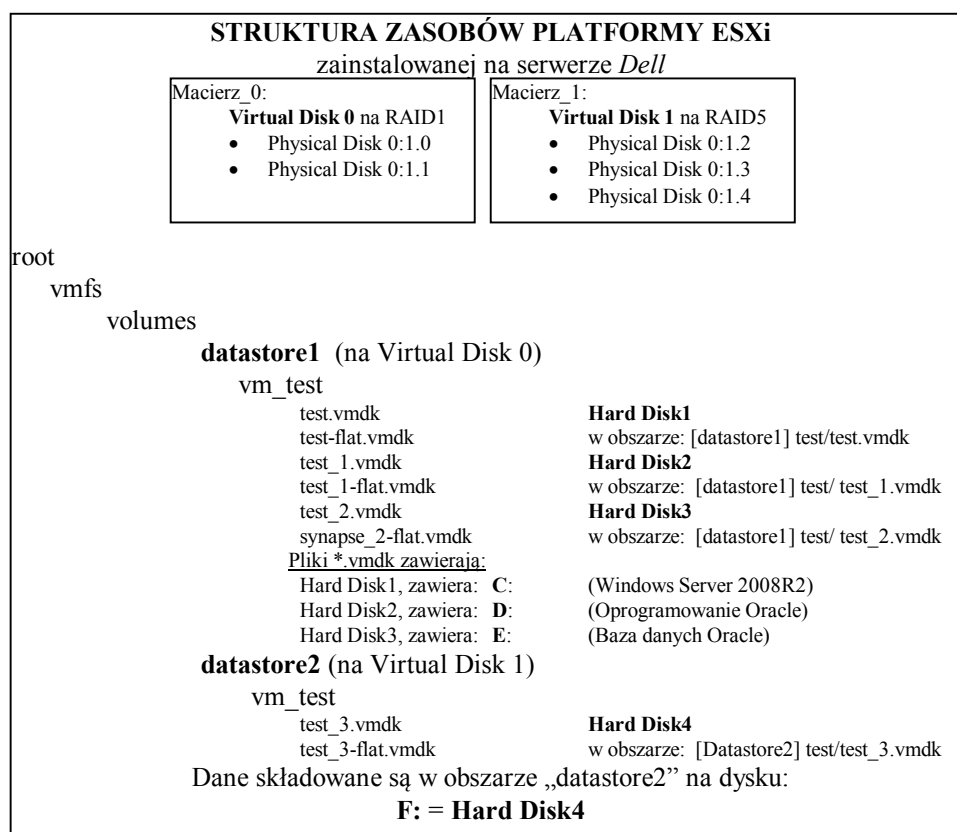 STRUKTURA ZASOBÓW PLATFORMY ESXi
zainstalowanej na serwerze Dell
Macierz_0:
Virtual Disk 0 na RAID1
• Physical Disk 0:1.0
• Physical Disk 0:1.1
Macierz_1:
Virtual Disk 1 na RAID5
• Physical Disk 0:1.2
• Physical Disk 0:1.3
• Physical Disk 0:1.4
root
vmfs
volumes
datastore1 (na Virtual Disk 0)
vm_test
test.vmdk Hard Disk1
test-flat.vmdk w obszarze: [datastore1] test/test.vmdk
test_1.vmdk Hard Disk2
test_1-flat.vmdk w obszarze: [datastore1] test/ test_1.vmdk
test_2.vmdk Hard Disk3
synapse_2-flat.vmdk w obszarze: [datastore1] test/ test_2.vmdk
Pliki *.vmdk zawierają:
Hard Disk1, zawiera: C: (Windows Server 2008R2)
Hard Disk2, zawiera: D: (Oprogramowanie Oracle)
Hard Disk3, zawiera: E: (Baza danych Oracle)
datastore2 (na Virtual Disk 1)
vm_test
test_3.vmdk Hard Disk4
test_3-flat.vmdk w obszarze: [Datastore2] test/test_3.vmdk
Dane składowane są w obszarze „datastore2” na dysku:
F: = Hard Disk4